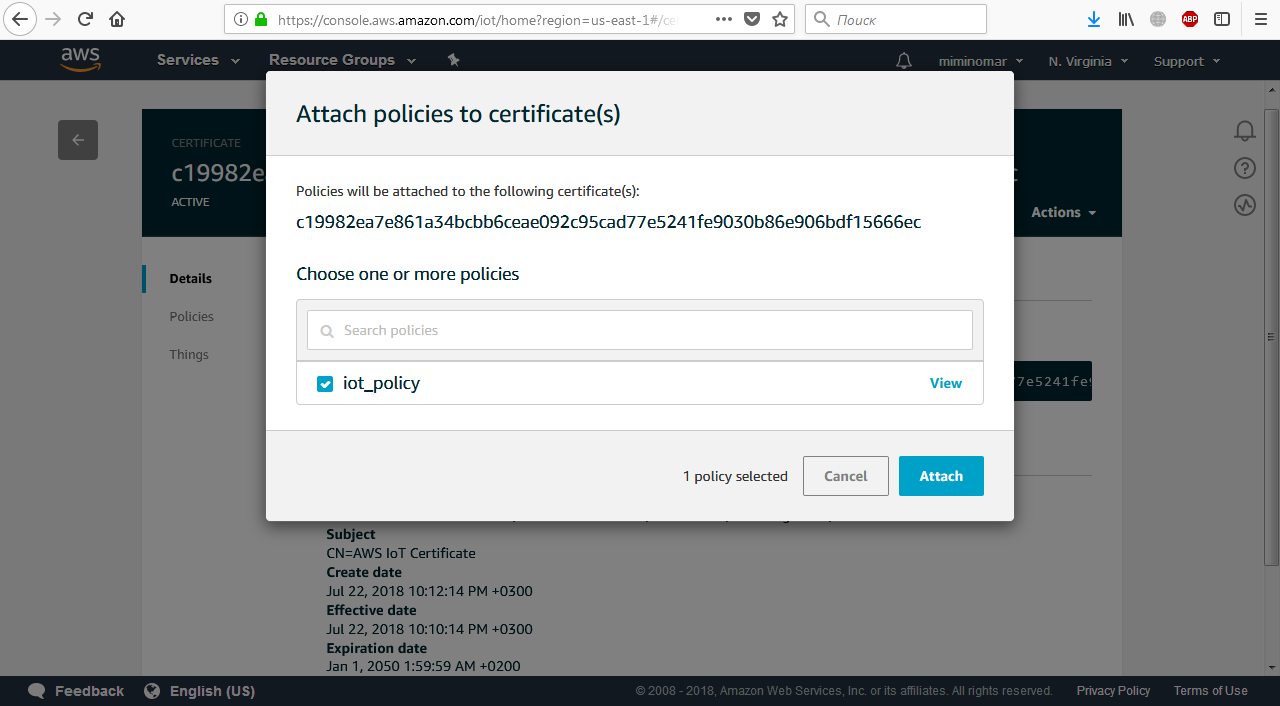 https://console.aws.amazon.com/iot/home?region=us-east-1#/ce
Поиск
ABP
aws
Services
Resource Groups
miminomar
N. Virginia
Support
Attach policies to certificate(s)
CERTIFICATE
c19982e
ACTIVE
Actions
Policies will be attached to the following certificate(s):
c19982ea7e861a34bcbb6ceae092c95cad77e5241fe9030b86e906bdf15666ec
Details
Policies
Things
Choose one or more policies
Search policies
iot_policy
View
77e5241fe9
1 policy selected
Cancel
Attach
Subject
CN=AWS IoT Certificate
Create date
Jul 22, 2018 10:12:14 PM +0300
Effective date
Jul 22, 2018 10:10:14 PM +0300
Expiration date
Jan 1, 2050 1:59:59 AM +0200
Feedback
English (US)
© 2008 - 2018, Amazon Web Services, Inc. or its affiliates. All rights reserved.
Privacy Policy
Terms of Use